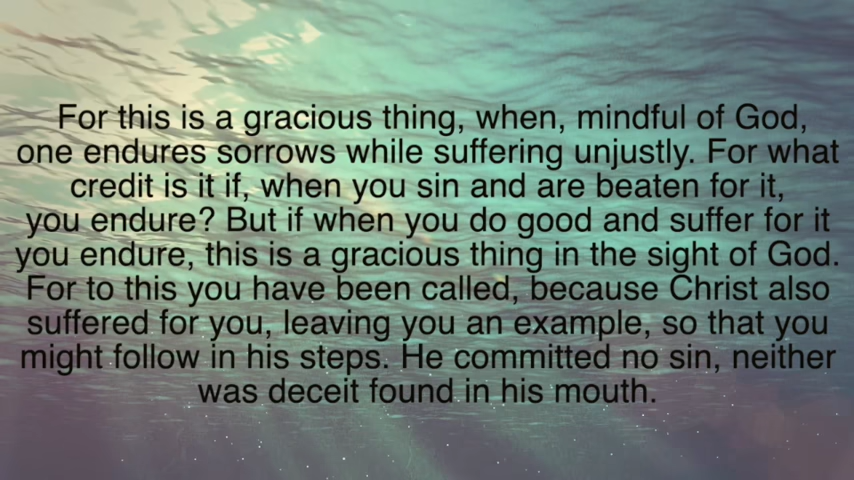 For this is a gracious thing, when, mindful of God,
one endures sorrows while suffering unjustly. For what
credit is it if, when you sin and are beaten for it,
you endure? But if when you do good and suffer for it
you endure, this is a gracious thing in the sight of God.
For to this you have been called, because Christ also
suffered for you, leaving you an example, so that you
might follow in his steps. He committed no sin, neither
was deceit found in his mouth.